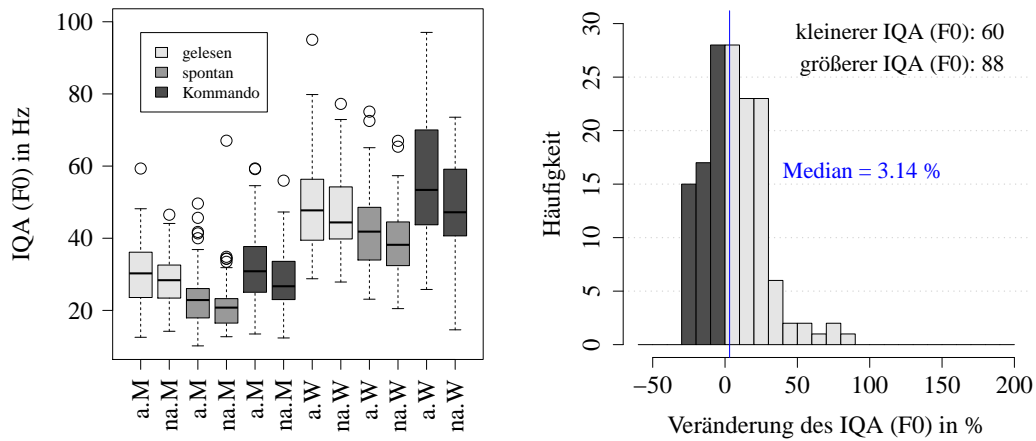 IQA (F0) in Hz
100
80
60
40
20
gelesen
spontan
Kommando
a.M
na.M
a.M
na.M
a.M
na.M
a.W
na.W
a.W
na.W
a.W
na.W
Häufigkeit
30
25
20
15
10
5
0
kleinerer IQA (F0): 60
größerer IQA (F0): 88
Median = 3.14 %
−50
0
50
100
150
200
Veränderung des IQA (F0) in %